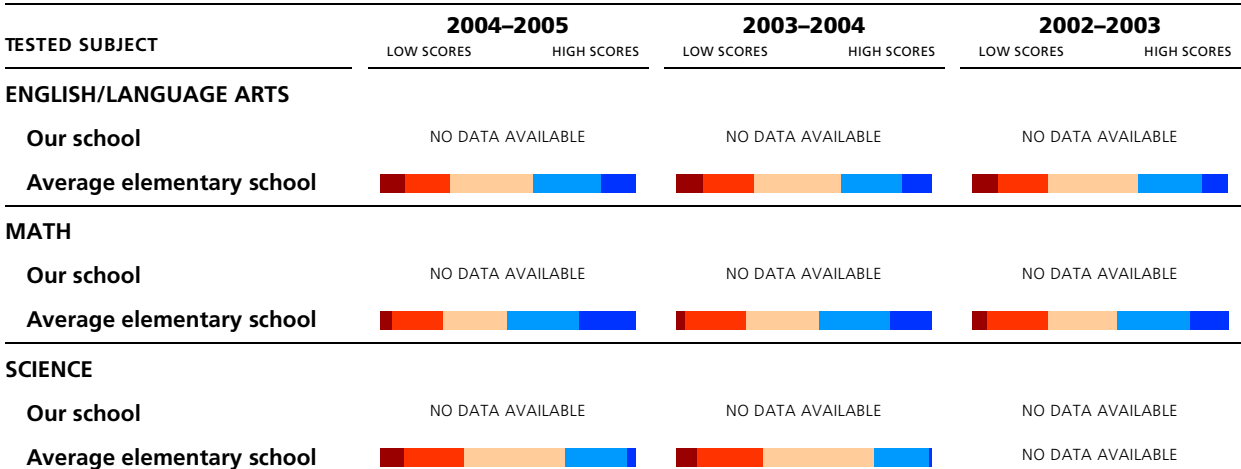 2004–2005 2003–2004 2002–2003
TESTED SUBJECT LOW SCORES HIGH SCORES LOW SCORES HIGH SCORES LOW SCORES HIGH SCORES
ENGLISH/LANGUAGE ARTS
Our school NO DATA AVAILABLE NO DATA AVAILABLE NO DATA AVAILABLE
Average elementary school
MATH
Our school NO DATA AVAILABLE NO DATA AVAILABLE NO DATA AVAILABLE
Average elementary school
SCIENCE
Our school NO DATA AVAILABLE NO DATA AVAILABLE NO DATA AVAILABLE
Average elementary school NO DATA AVAILABLE